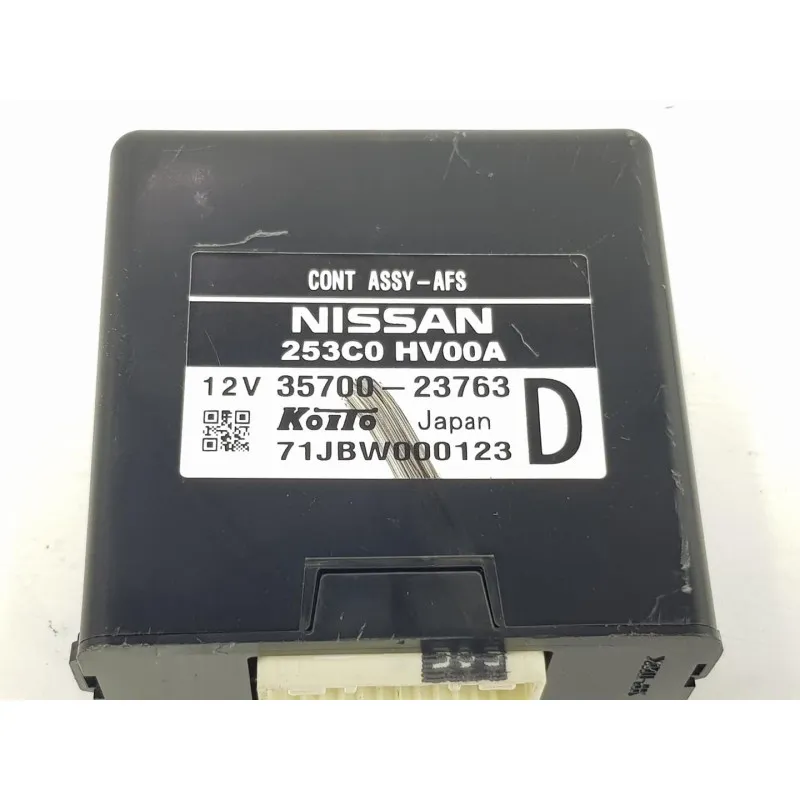 CONT ASSY-AFS
NISSAN
253C0 HV00A
12V 35700-23763
KOITO Japan
71JBW000123
D